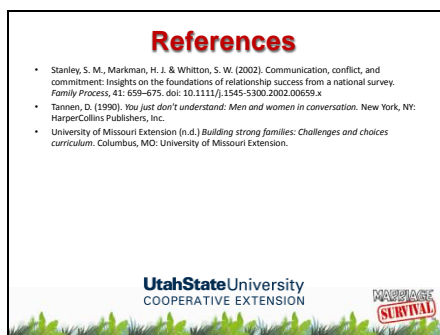 References
• Stanley, S. M., Markman, H. J. & Whitton, S. W. (2002). Communication, conflict, and
commitment: Insights on the foundations of relationship success from a national survey.
Family Process, 41: 659–675. doi: 10.1111/j.1545-5300.2002.00659.x
• Tannen, D. (1990). You just don't understand: Men and women in conversation. New York, NY:
HarperCollins Publishers, Inc.
• University of Missouri Extension (n.d.) Building strong families: Challenges and choices
curriculum. Columbus, MO: University of Missouri Extension.
UtahStateUniversity
COOPERATIVE EXTENSION
MARRIAGE
SURVIVAL